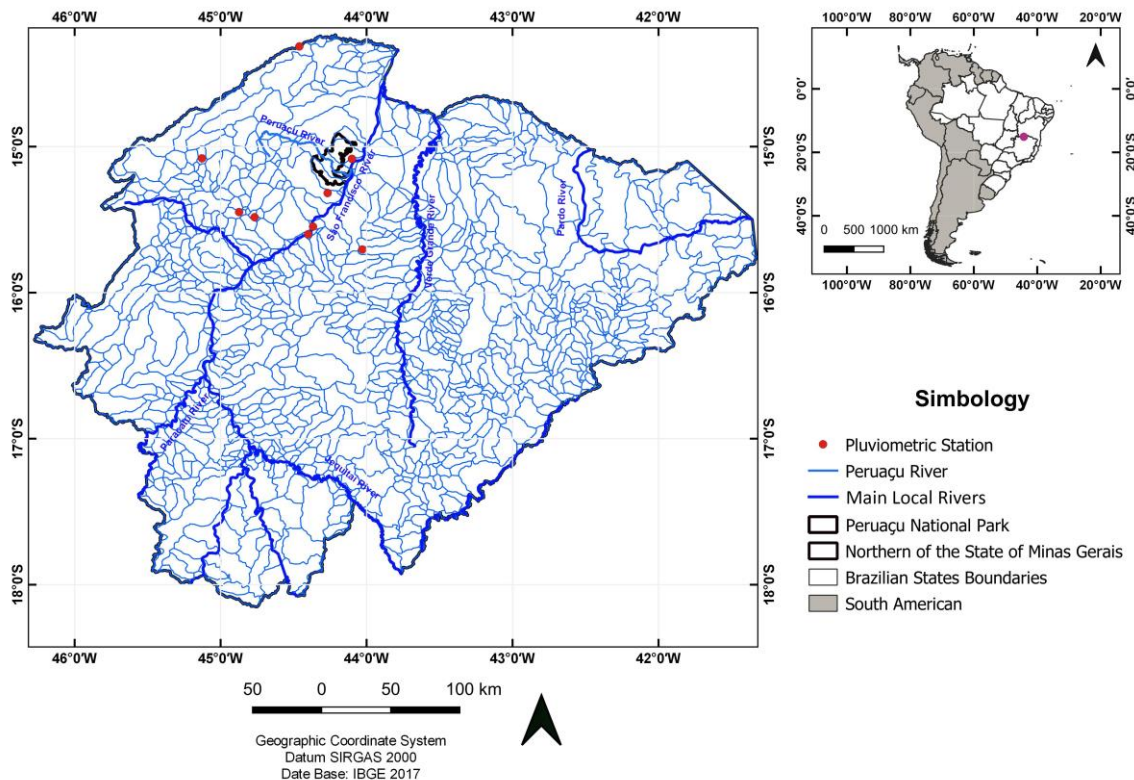 46°0'W 45°0'W 44°0'W 43°0'W 42°0'W
15°0'S 15°0'S
16°0'S 16°0'S
17°0'S 17°0'S
18°0'S 18°0'S
Peruaçu River
São Francisco River
Verde Grande River
Pardo River
Paracatu River
Jequitaí River
46°0'W 45°0'W 44°0'W 43°0'W 42°0'W
50 0 50 100 km
Geographic Coordinate System
Datum SIRGAS 2000
Date Base: IBGE 2017
100°0'W 80°0'W 60°0'W 40°0'W 20°0'W
0°0' 0°0'
20°0'S 20°0'S
40°0'S 40°0'S
0 500 1000 km
100°0'W 80°0'W 60°0'W 40°0'W 20°0'W
Simbology
Pluviometric Station
Peruaçu River
Main Local Rivers
Peruaçu National Park
Northern of the State of Minas Gerais
Brazilian States Boundaries
South American